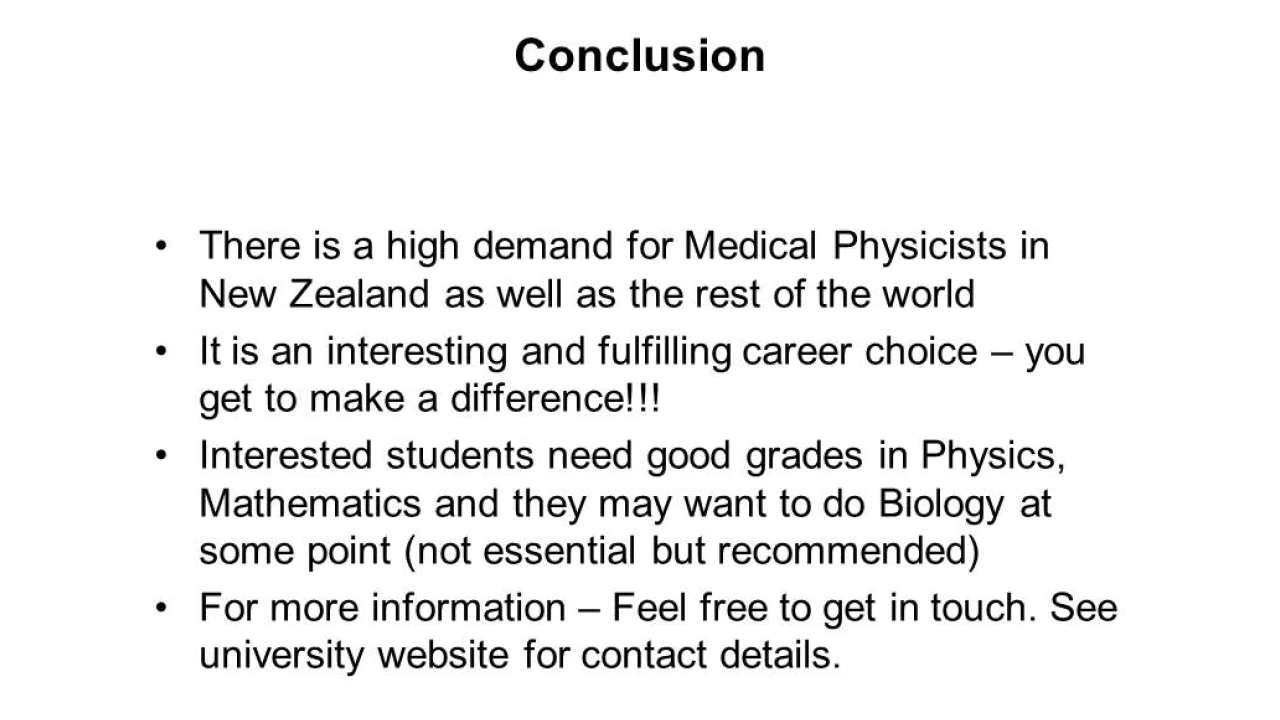 Conclusion
• There is a high demand for Medical Physicists in
New Zealand as well as the rest of the world
• It is an interesting and fulfilling career choice – you
get to make a difference!!!
• Interested students need good grades in Physics,
Mathematics and they may want to do Biology at
some point (not essential but recommended)
• For more information – Feel free to get in touch. See
university website for contact details.